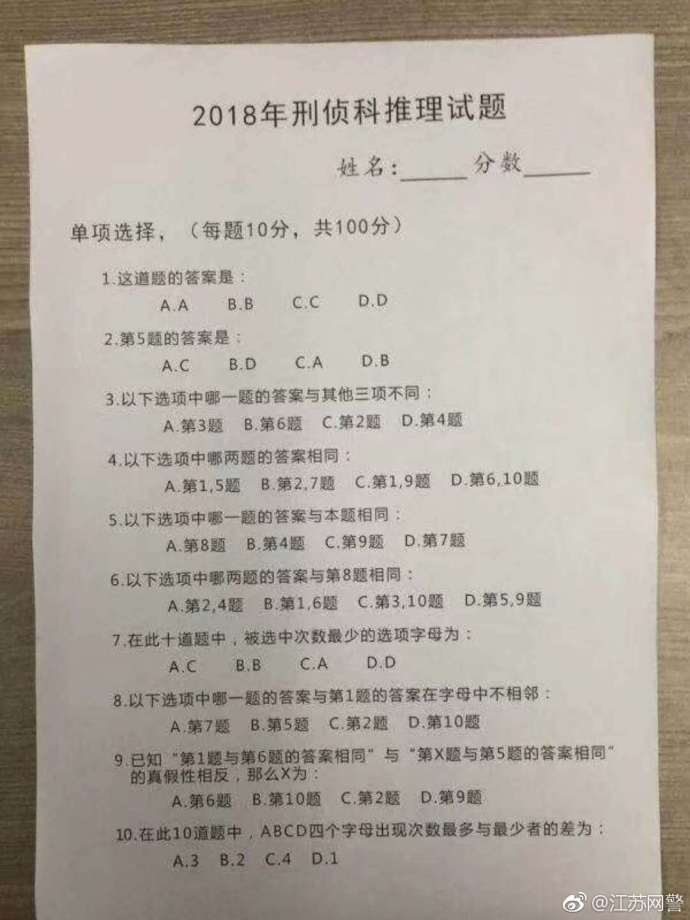 2018年刑侦科推理试题
姓名:_____ 分数_____
单项选择，（每题10分，共100分）
1.这道题的答案是：
A.A B.B C.C D.D
2.第5题的答案是：
A.C B.D C.A D.B
3.以下选项中哪一题的答案与其他三项不同：
A.第3题 B.第6题 C.第2题 D.第4题
4.以下选项中哪两题的答案相同：
A.第1,5题 B.第2,7题 C.第1,9题 D.第6,10题
5.以下选项中哪一题的答案与本题相同：
A.第8题 B.第4题 C.第9题 D.第7题
6.以下选项中哪两题的答案与第8题相同：
A.第2,4题 B.第1,6题 C.第3,10题 D.第5,9题
7.在此十道题中，被选中次数最少的选项字母为：
A.C B.B C.A D.D
8.以下选项中哪一题的答案与第1题的答案在字母中不相邻：
A.第7题 B.第5题 C.第2题 D.第10题
9.已知“第1题与第6题的答案相同”与“第X题与第5题的答案相同”
的真假性相反，那么X为：
A.第6题 B.第10题 C.第2题 D.第9题
10.在此10道题中，ABCD四个字母出现次数最多与最少者的差为：
A.3 B.2 C.4 D.1
@江苏网警